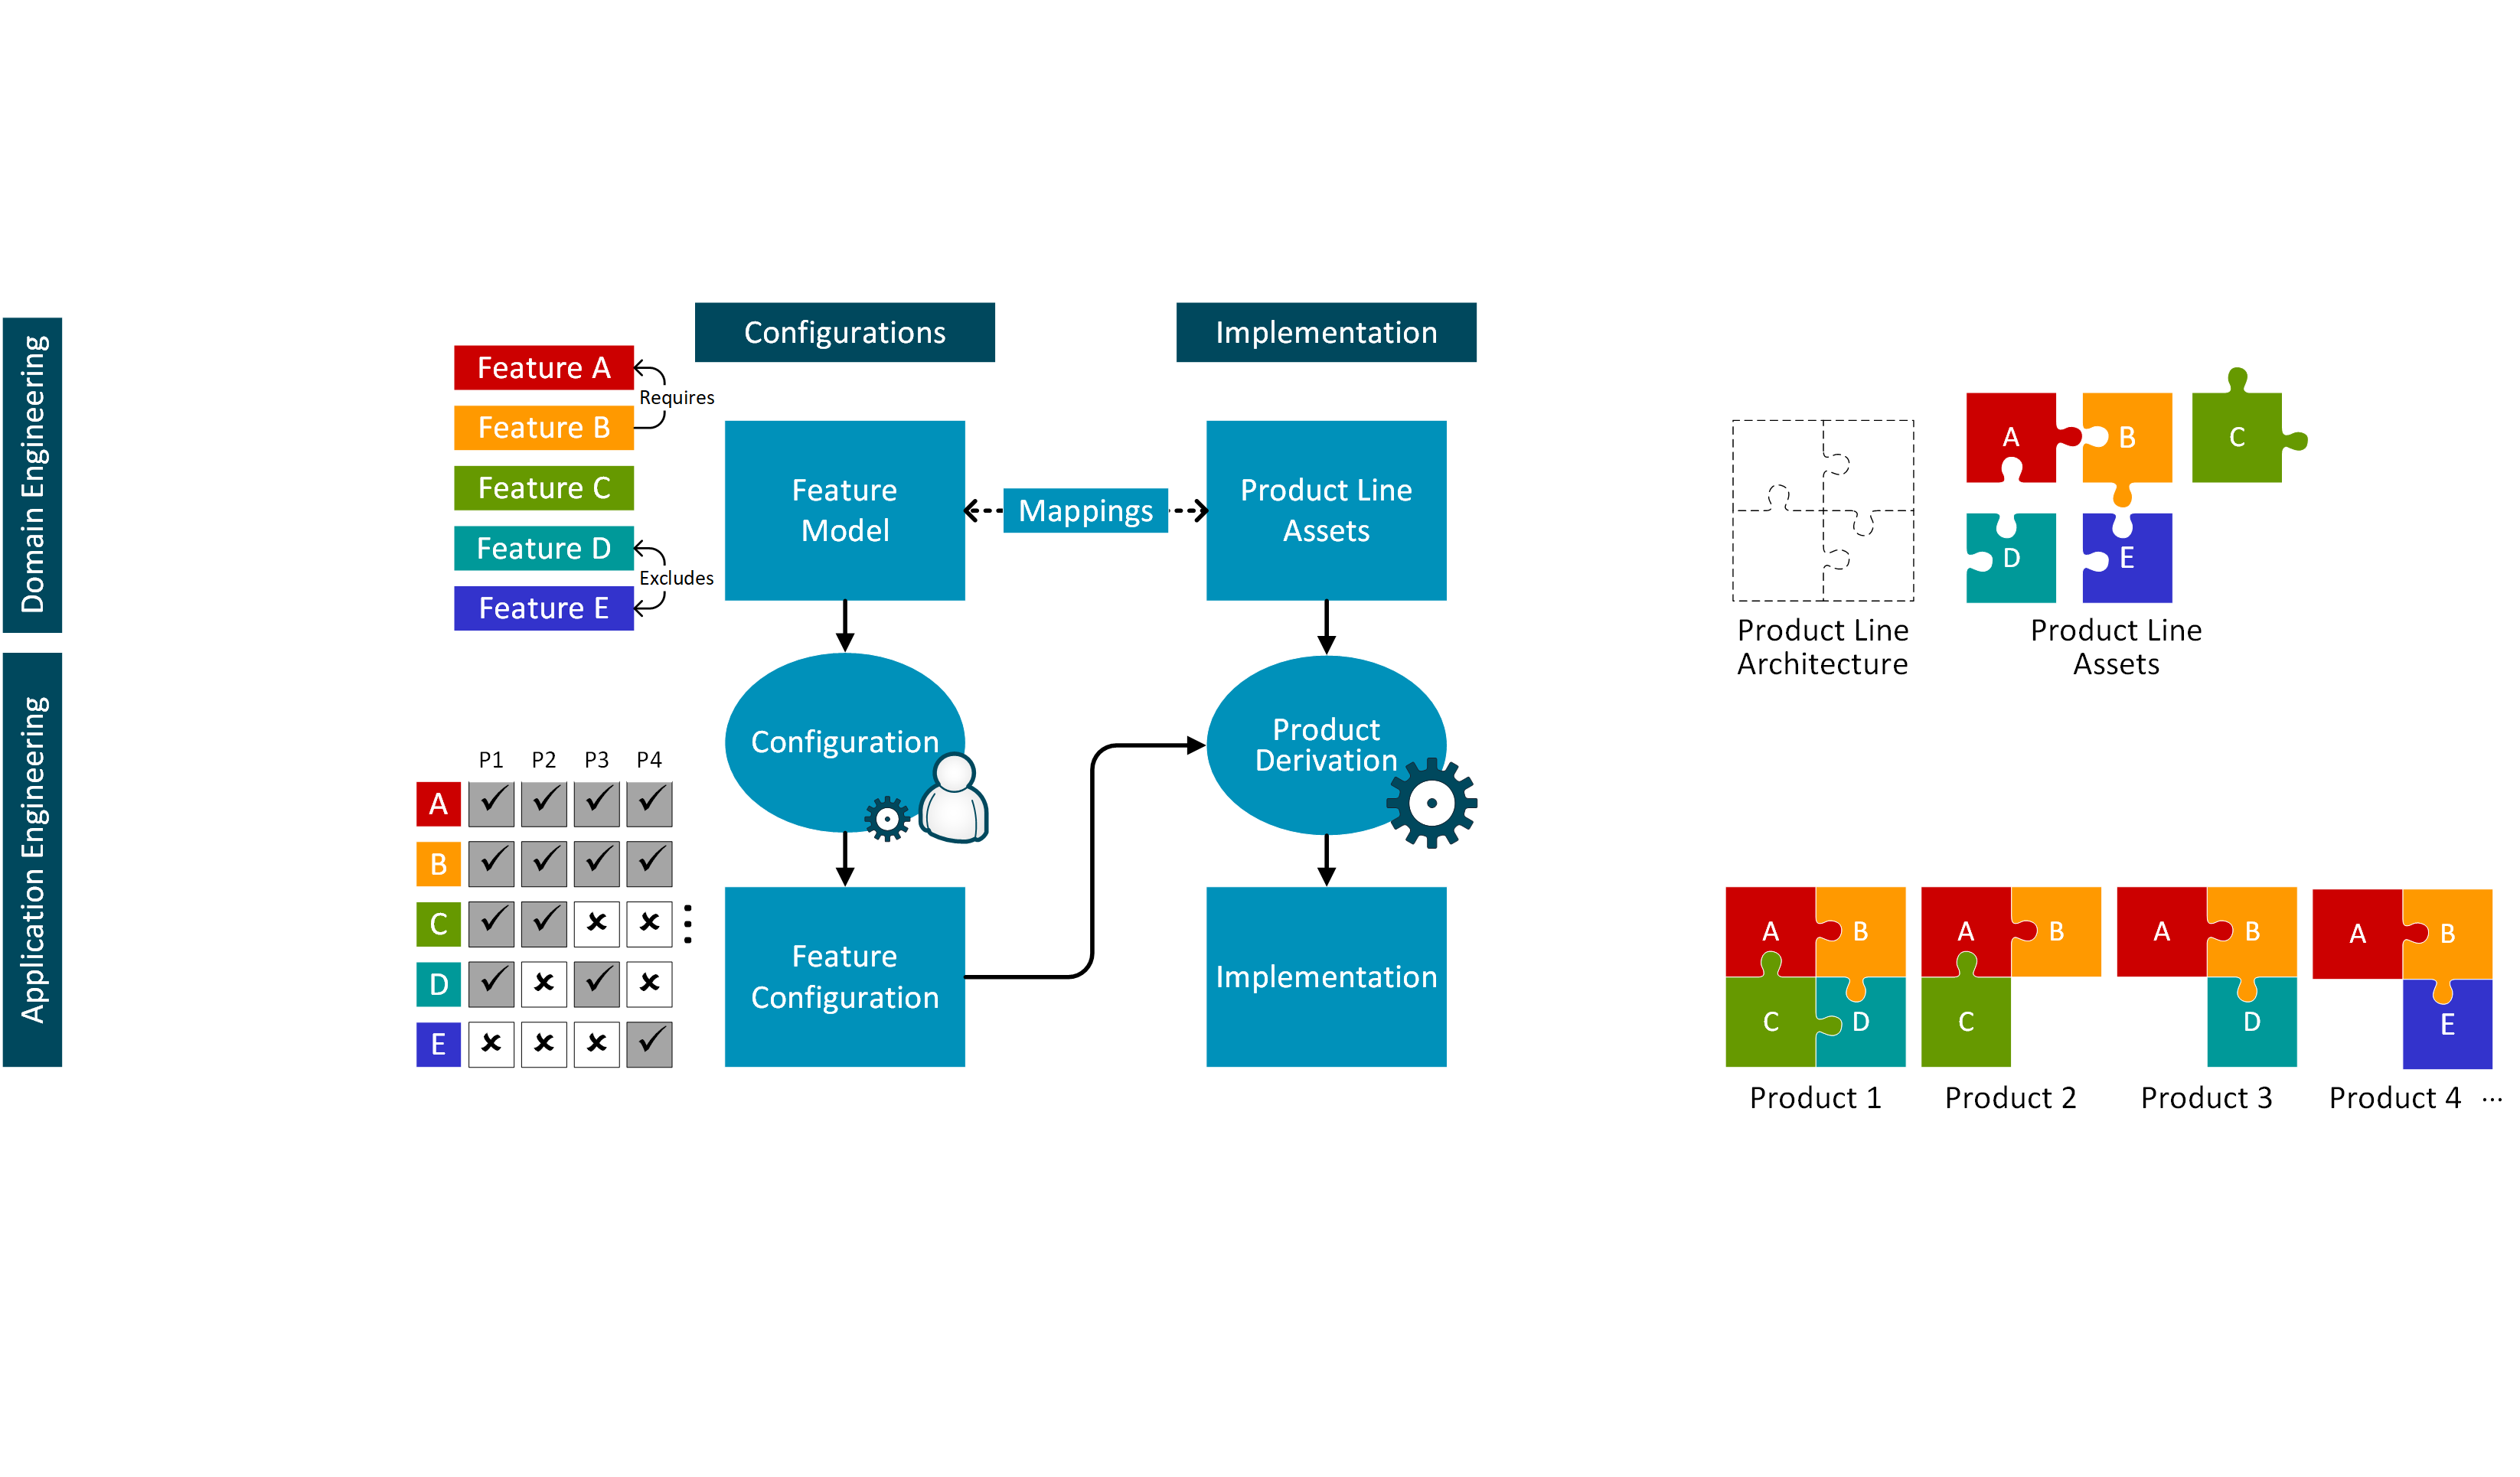 Domain Engineering
Application Engineering
Configurations
Implementation
Feature A
Requires
Feature B
Feature C
Feature D
Excludes
Feature E
Feature
Model
Mappings
Product Line
Assets
Configuration
Product
Derivation
Feature
Configuration
Implementation
P1 P2 P3 P4
A
B
C
D
E
A B C
D E
Product Line
Architecture
Product Line
Assets
A B A B A B A B
C D C D E
Product 1 Product 2 Product 3 Product 4 ...